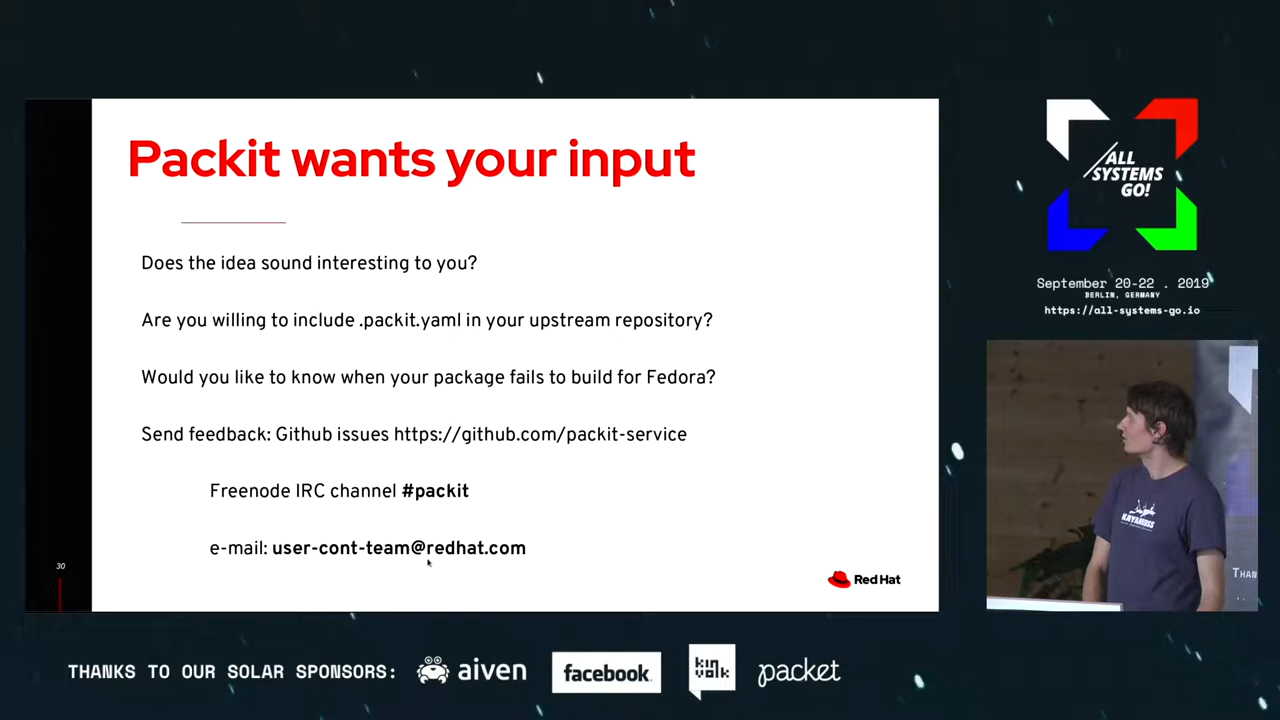 Packit wants your input
Does the idea sound interesting to you?
Are you willing to include .packit.yaml in your upstream repository?
Would you like to know when your package fails to build for Fedora?
Send feedback: Github issues https://github.com/packit-service
Freenode IRC channel #packit
e-mail: user-cont-team@redhat.com
30
Red Hat
ALL
SYSTEMS
GO!
September 20-22 . 2019
BERLIN, GERMANY
https://all-systems-go.io
THANKS TO OUR SOLAR SPONSORS:
aiven
facebook.
kin
volk
packet